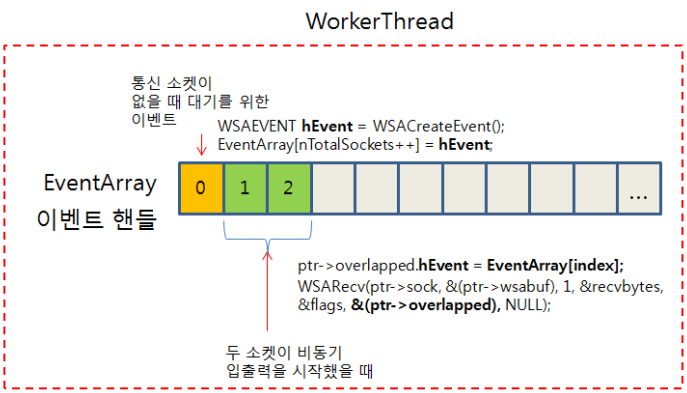 WorkerThread
통신 소켓이
없을 때 대기를 위한
이벤트
WSAEVENT hEvent = WSACreateEvent();
EventArray[nTotalSockets++] = hEvent;
EventArray
이벤트 핸들
0 1 2 ...
ptr->overlapped.hEvent = EventArray[index];
WSARecv(ptr->sock, &(ptr->wsabuf), 1, &recvbytes,
&flags, &(ptr->overlapped), NULL);
두 소켓이 비동기
입출력을 시작했을 때